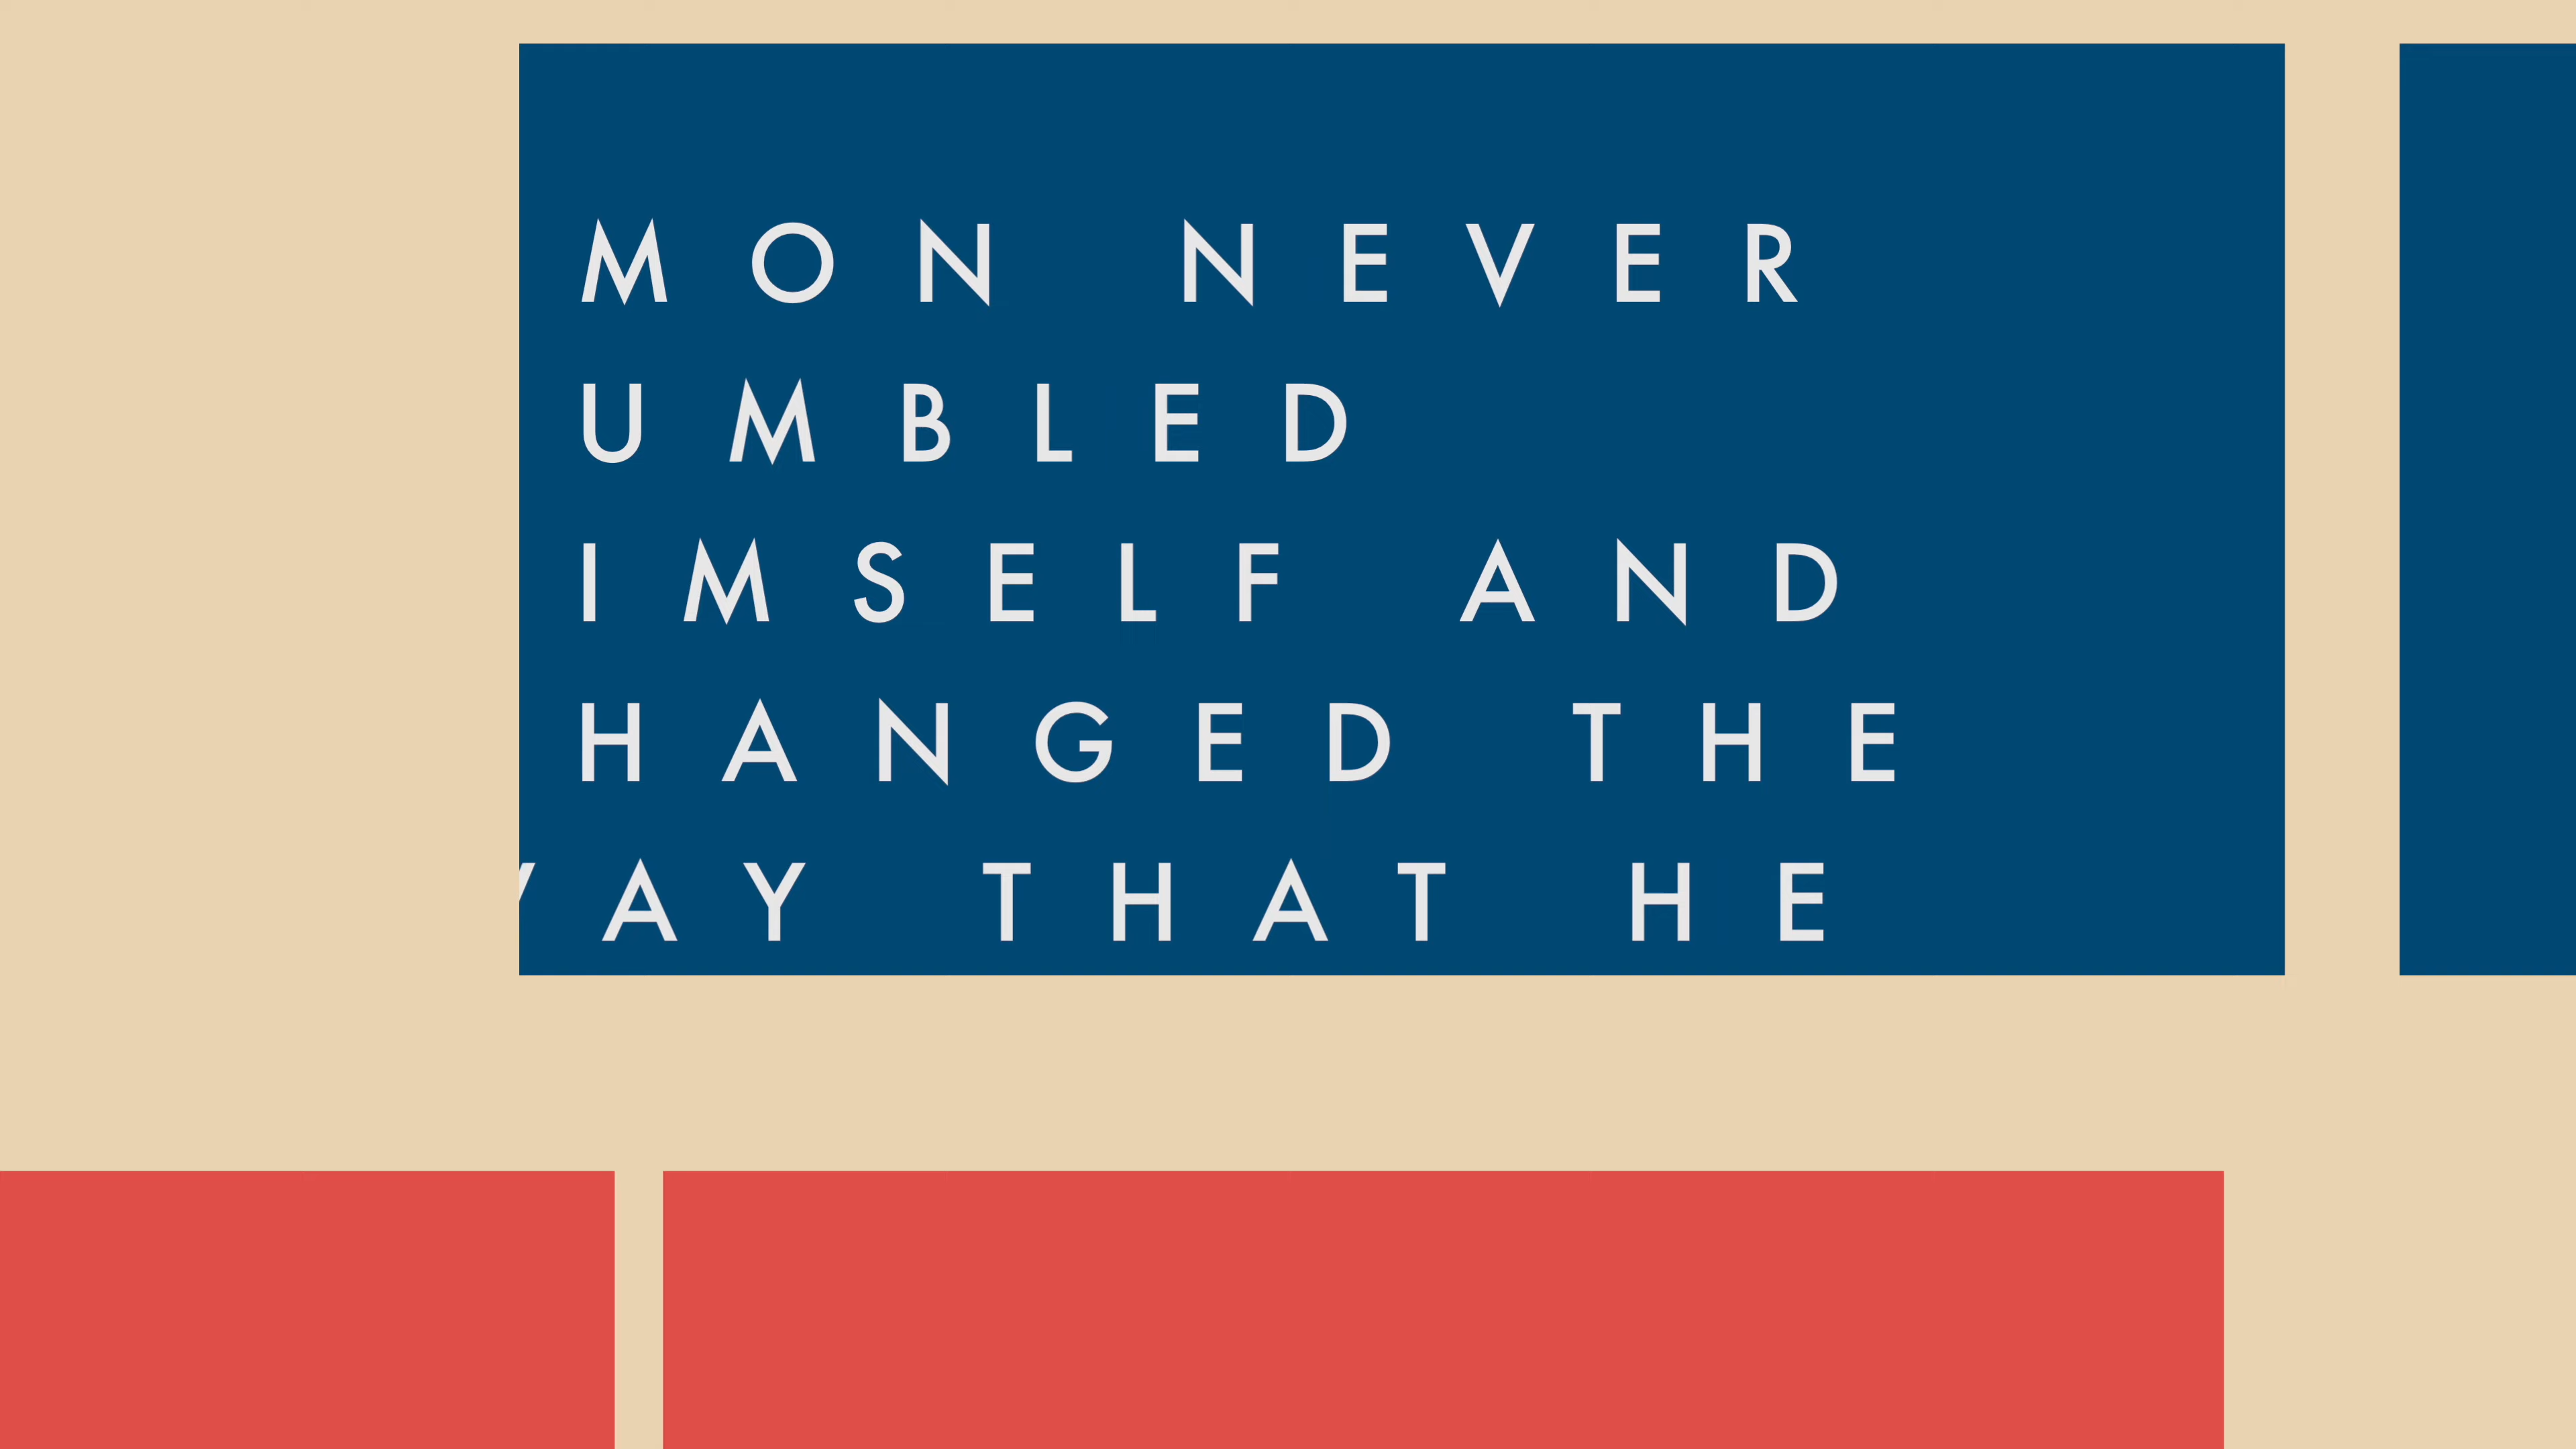 MON NEVER
UMBLED
IMSELF AND
HANGED THE
AY THAT HE